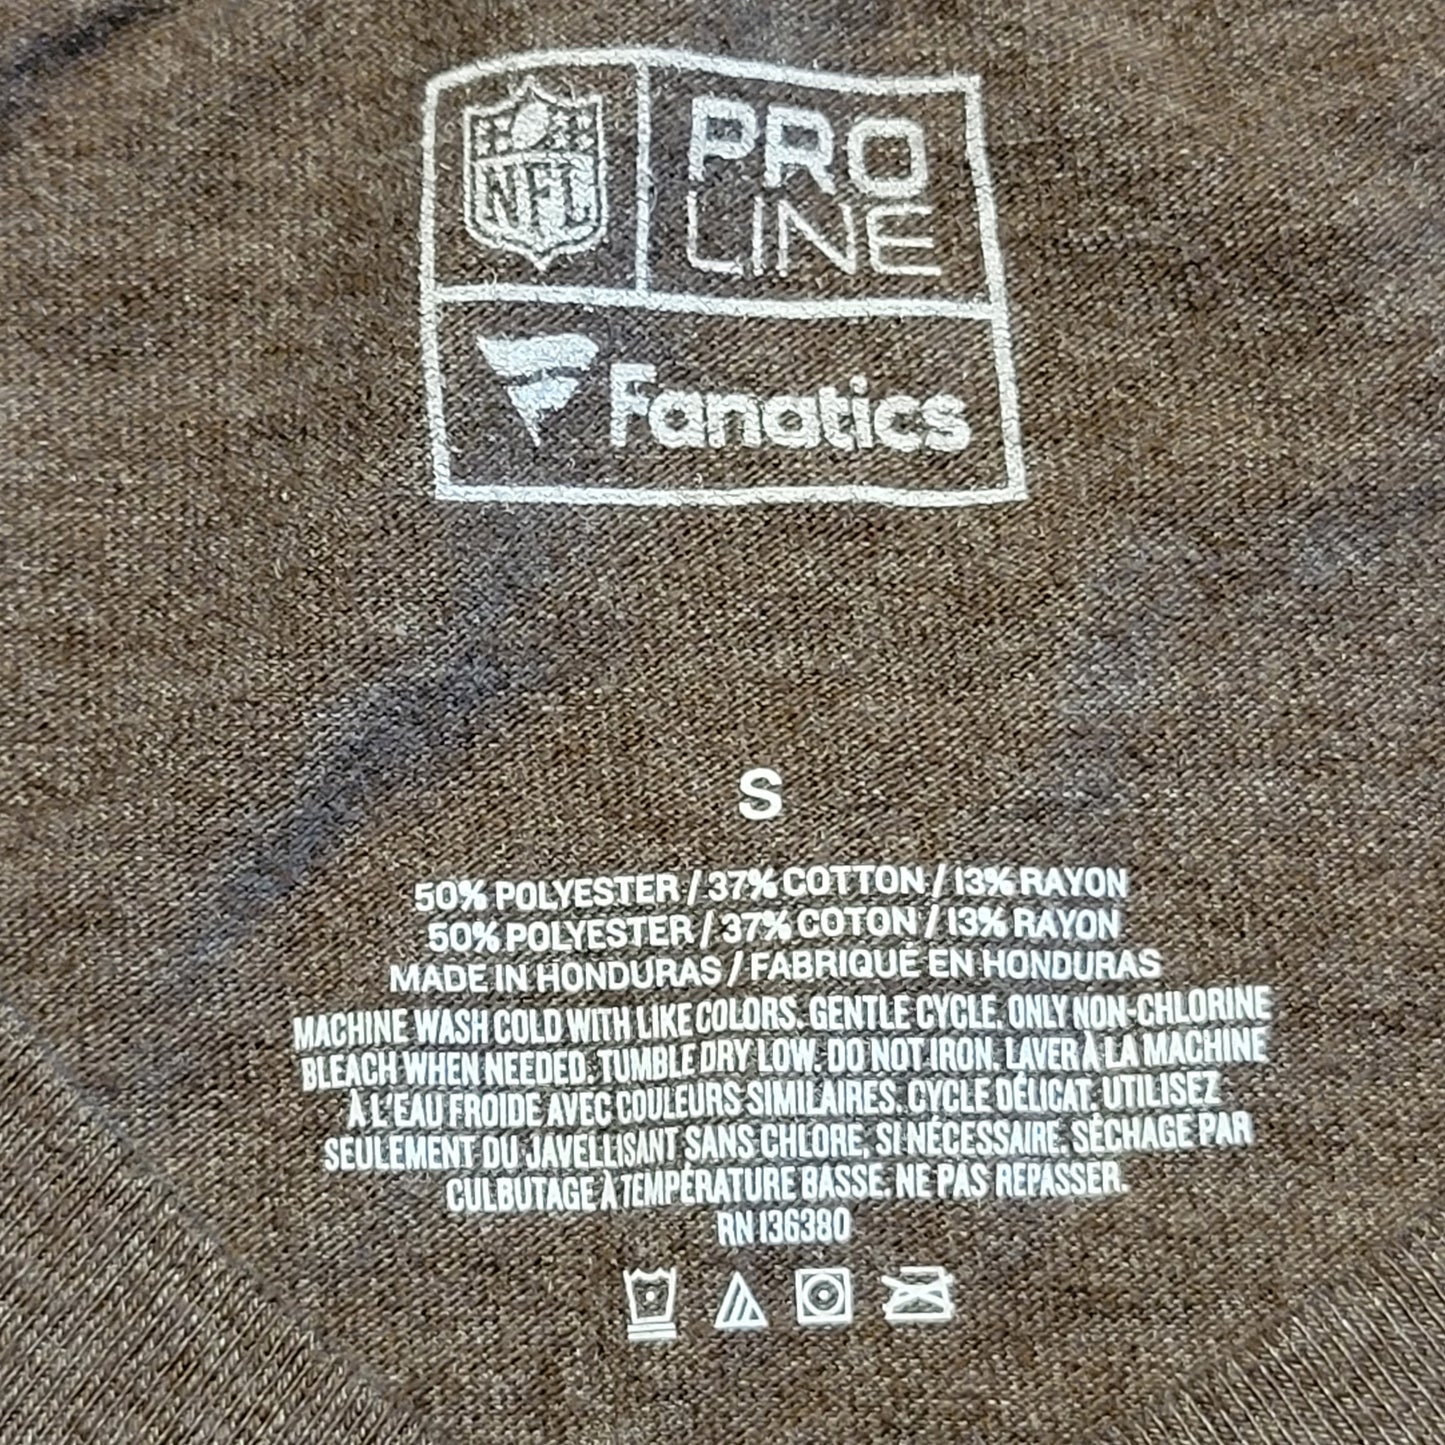 NFL
PRO
LINE
Fanatics
S
50% POLYESTER / 37% COTTON / 13% RAYON
50% POLYESTER / 37% COTON / 13% RAYON
MADE IN HONDURAS / FABRIQUÉ EN HONDURAS
MACHINE WASH COLD WITH LIKE COLORS. GENTLE CYCLE. ONLY NON-CHLORINE
BLEACH WHEN NEEDED. TUMBLE DRY LOW. DO NOT IRON. LAVER À LA MACHINE
À L'EAU FROIDE AVEC COULEURS SIMILAIRES. CYCLE DÉLICAT. UTILISEZ
SEULEMENT DU JAVELLISANT SANS CHLORE, SI NÉCESSAIRE. SÉCHAGE PAR
CULBUTAGE À TEMPÉRATURE BASSE. NE PAS REPASSER.
RN 136380